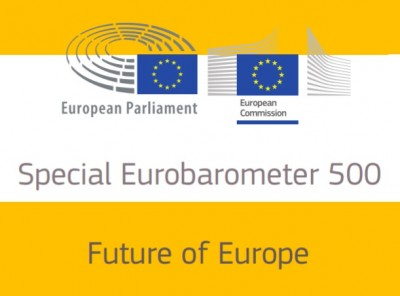 European Parliament
European
Commission
Special Eurobarometer 500
Future of Europe